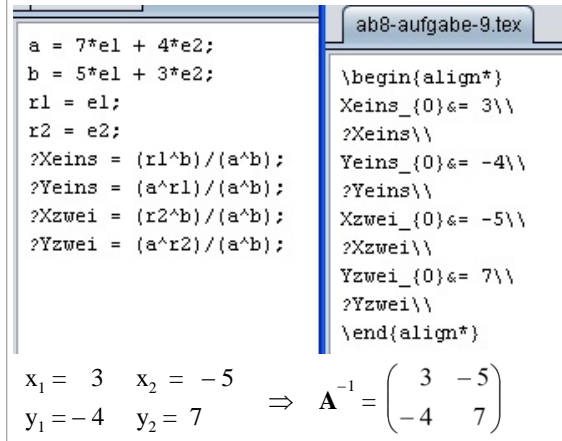 a = 7*e1 + 4*e2;
b = 5*e1 + 3*e2;
r1 = e1;
r2 = e2;
?Xeins = (r1^b)/(a^b);
?Yeins = (a^r1)/(a^b);
?Xzwei = (r2^b)/(a^b);
?Yzwei = (a^r2)/(a^b);
ab8-aufgabe-9.tex
\begin{align*}
Xeins_{0}&= 3\\
?Xeins\\
Yeins_{0}&= -4\\
?Yeins\\
Xzwei_{0}&= -5\\
?Xzwei\\
Yzwei_{0}&= 7\\
?Yzwei\\
\end{align*}
x₁ = 3 x₂ = −5
y₁ = −4 y₂ = 7
⇒ A⁻¹ = ( 3 −5
−4 7 )